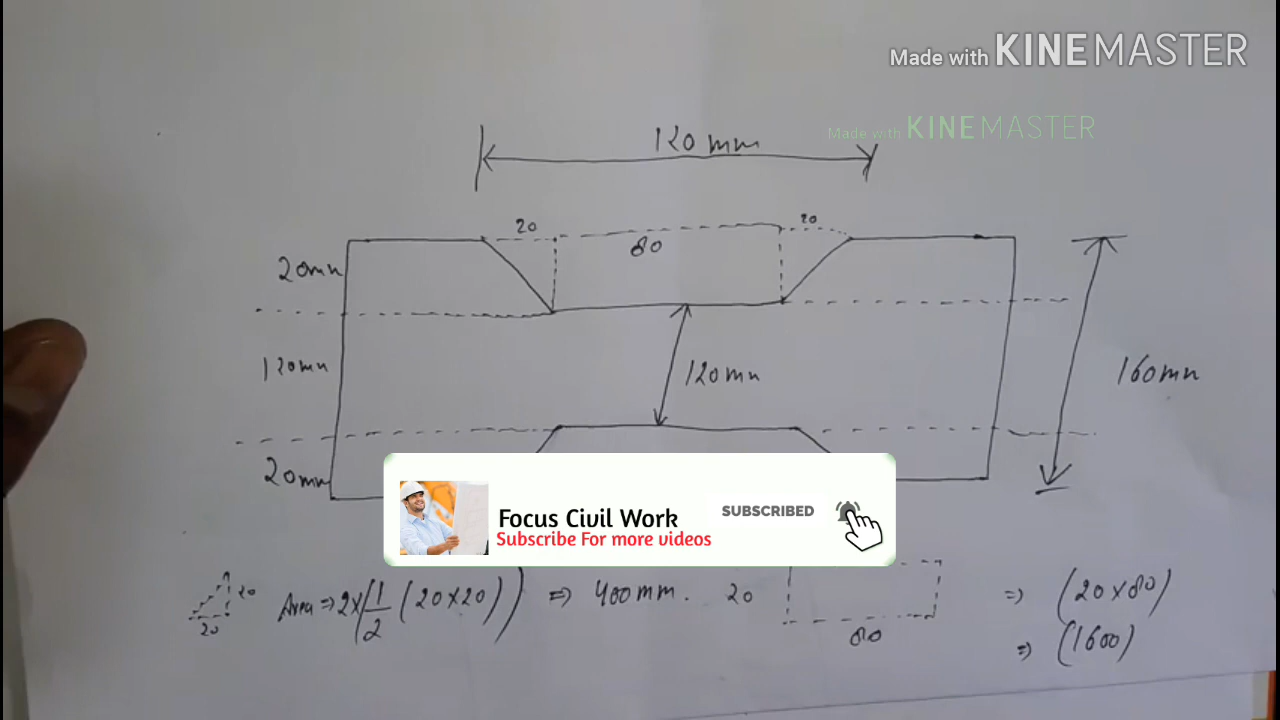 Made with KINEMASTER
Made with KINEMASTER
120 mm
20
80
20
20mm
120mm
120mm
160mm
20mm
Focus Civil Work
SUBSCRIBED
Subscribe For more videos
20
20
Area ⇒ 2×(1/2 (20×20)) ⇒ 400mm.
20
80
⇒ (20×80)
⇒ (1600)